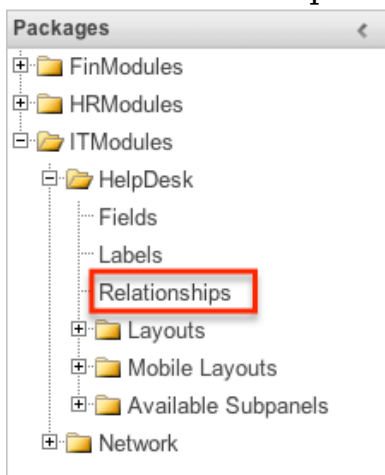 Packages
FinModules
HRModules
ITModules
HelpDesk
Fields
Labels
Relationships
Layouts
Mobile Layouts
Available Subpanels
Network